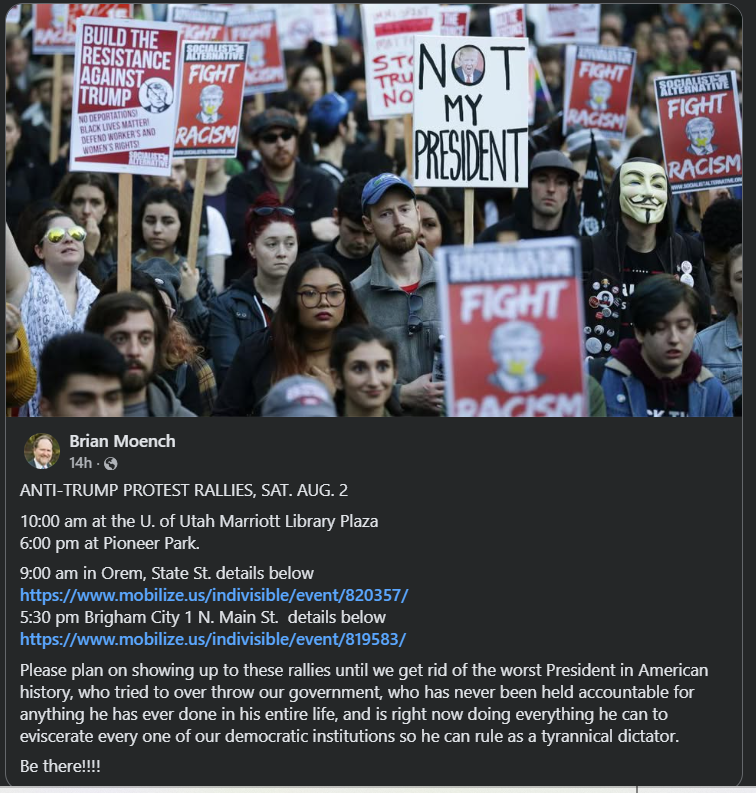 BUILD THE
RESISTANCE
AGAINST
TRUMP
NO DEPORTATIONS!
BLACK LIVES MATTER!
DEFEND WORKER'S AND
WOMEN'S RIGHTS!
SOCIALIST
ALTERNATIVE
SOCIALIST
ALTERNATIVE
FIGHT
RACISM
NOT
MY
PRESIDENT
FIGHT
RACISM
SOCIALIST
ALTERNATIVE
FIGHT
RACISM
FIGHT
RACISM
Brian Moench
14h ·
ANTI-TRUMP PROTEST RALLIES, SAT. AUG. 2
10:00 am at the U. of Utah Marriott Library Plaza
6:00 pm at Pioneer Park.
9:00 am in Orem, State St. details below
https://www.mobilize.us/indivisible/event/820357/
5:30 pm Brigham City 1 N. Main St. details below
https://www.mobilize.us/indivisible/event/819583/
Please plan on showing up to these rallies until we get rid of the worst President in American
history, who tried to over throw our government, who has never been held accountable for
anything he has ever done in his entire life, and is right now doing everything he can to
eviscerate every one of our democratic institutions so he can rule as a tyrannical dictator.
Be there!!!!